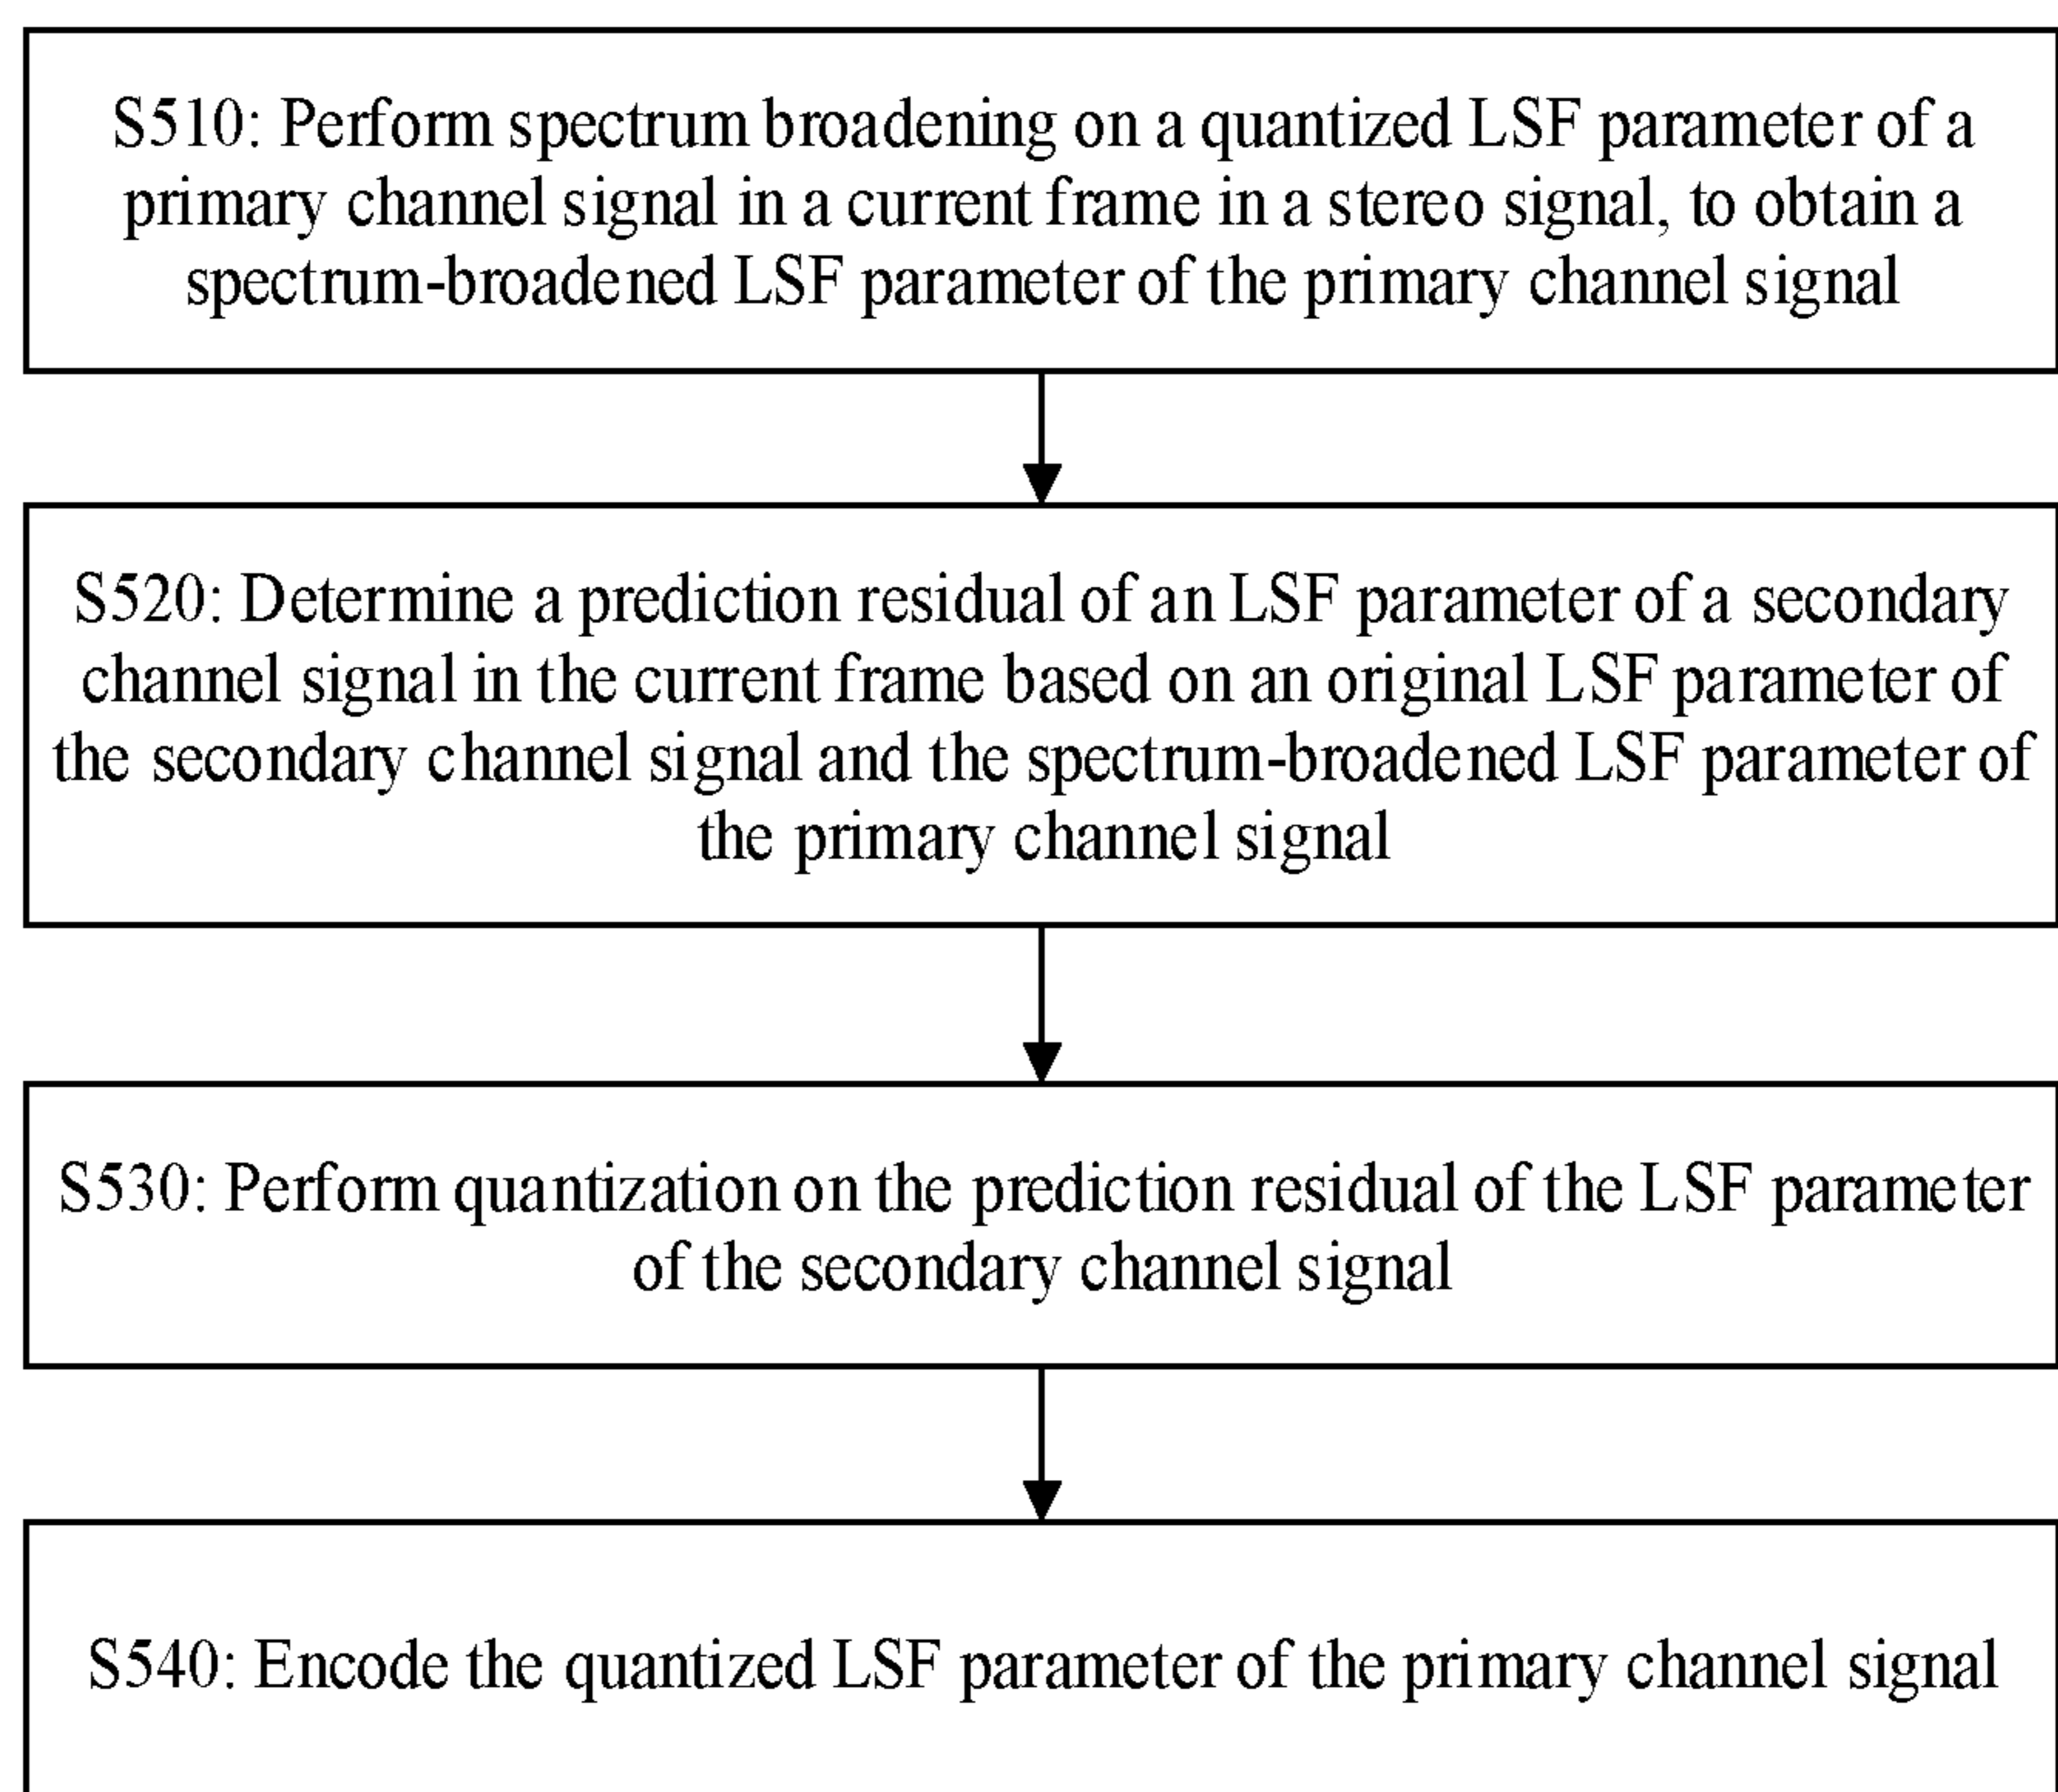 S510: Perform spectrum broadening on a quantized LSF parameter of a
primary channel signal in a current frame in a stereo signal, to obtain a
spectrum-broadened LSF parameter of the primary channel signal
S520: Determine a prediction residual of an LSF parameter of a secondary
channel signal in the current frame based on an original LSF parameter of
the secondary channel signal and the spectrum-broadened LSF parameter of
the primary channel signal
S530: Perform quantization on the prediction residual of the LSF parameter
of the secondary channel signal
S540: Encode the quantized LSF parameter of the primary channel signal